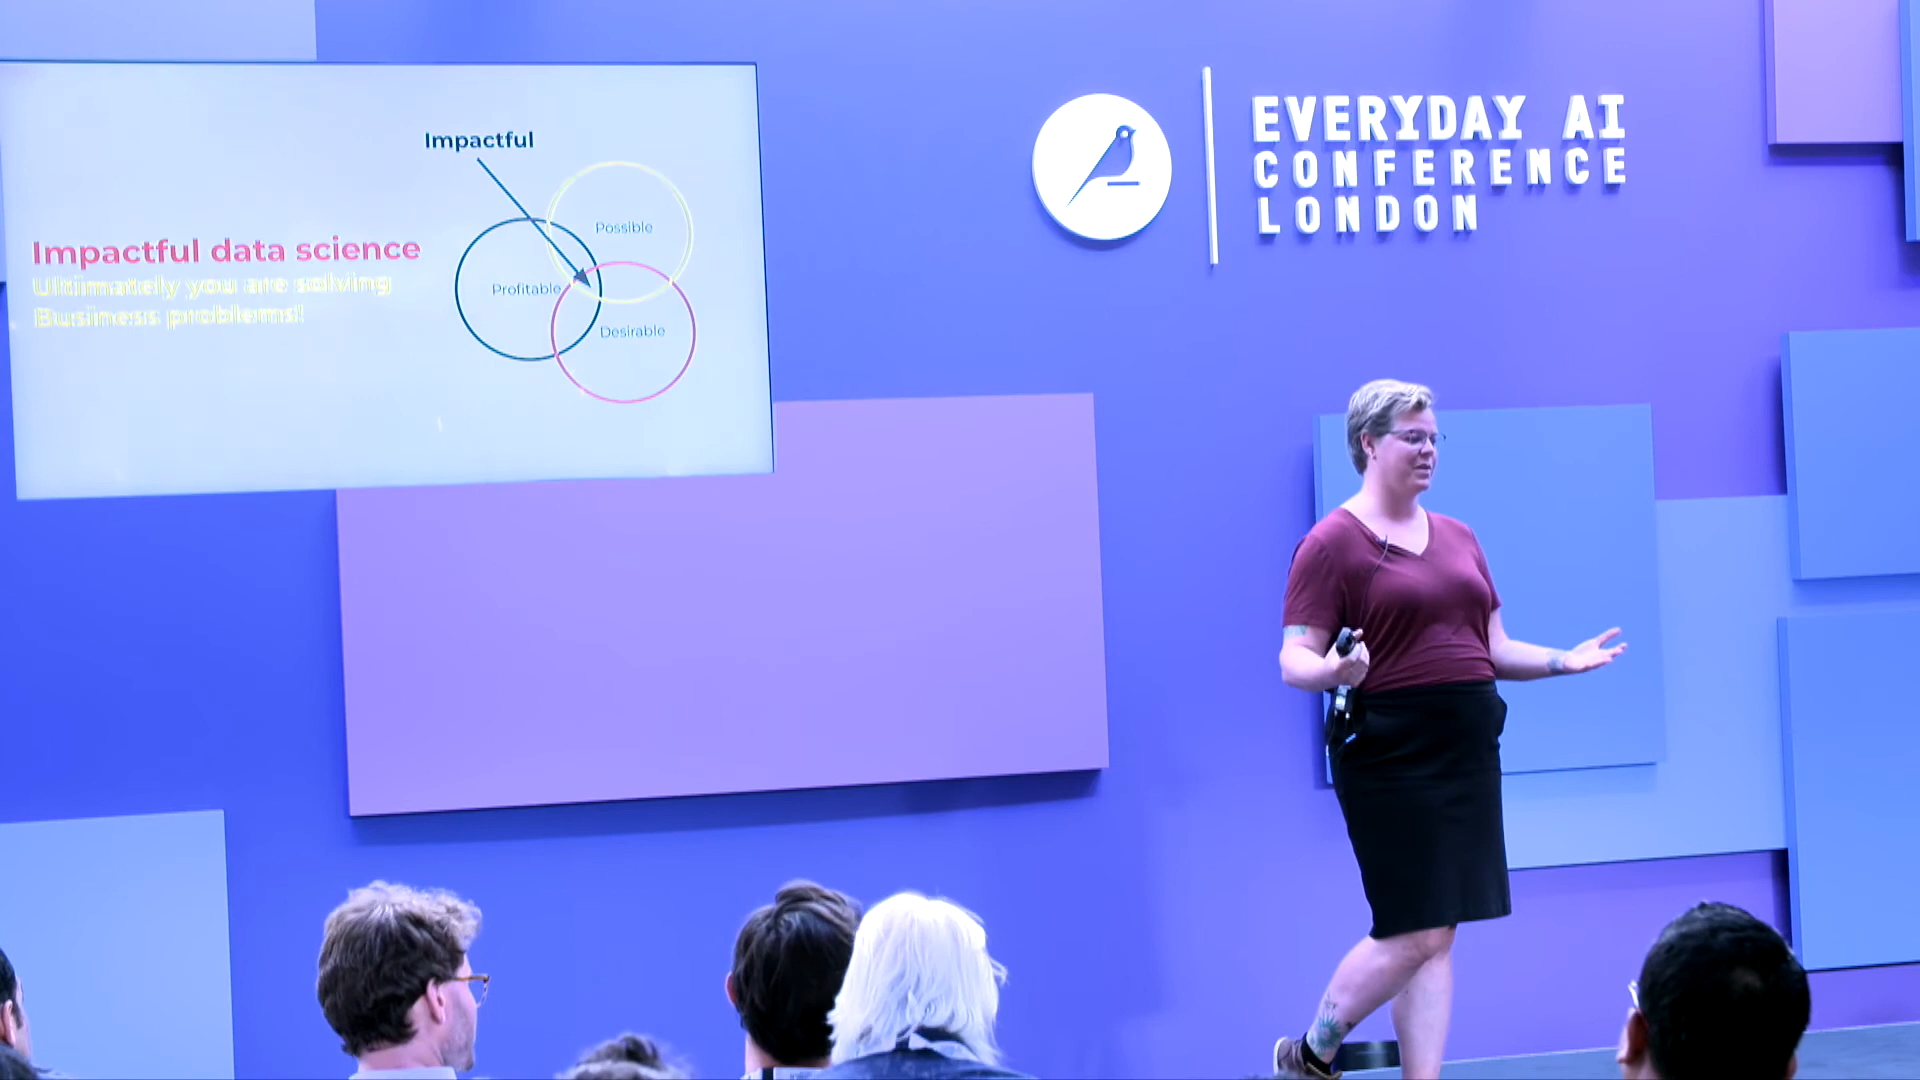 Impactful
Possible
Impactful data science
Ultimately you are solving
Profitable
Business problems!
Desirable
EVERYDAY AI
CONFERENCE
LONDON